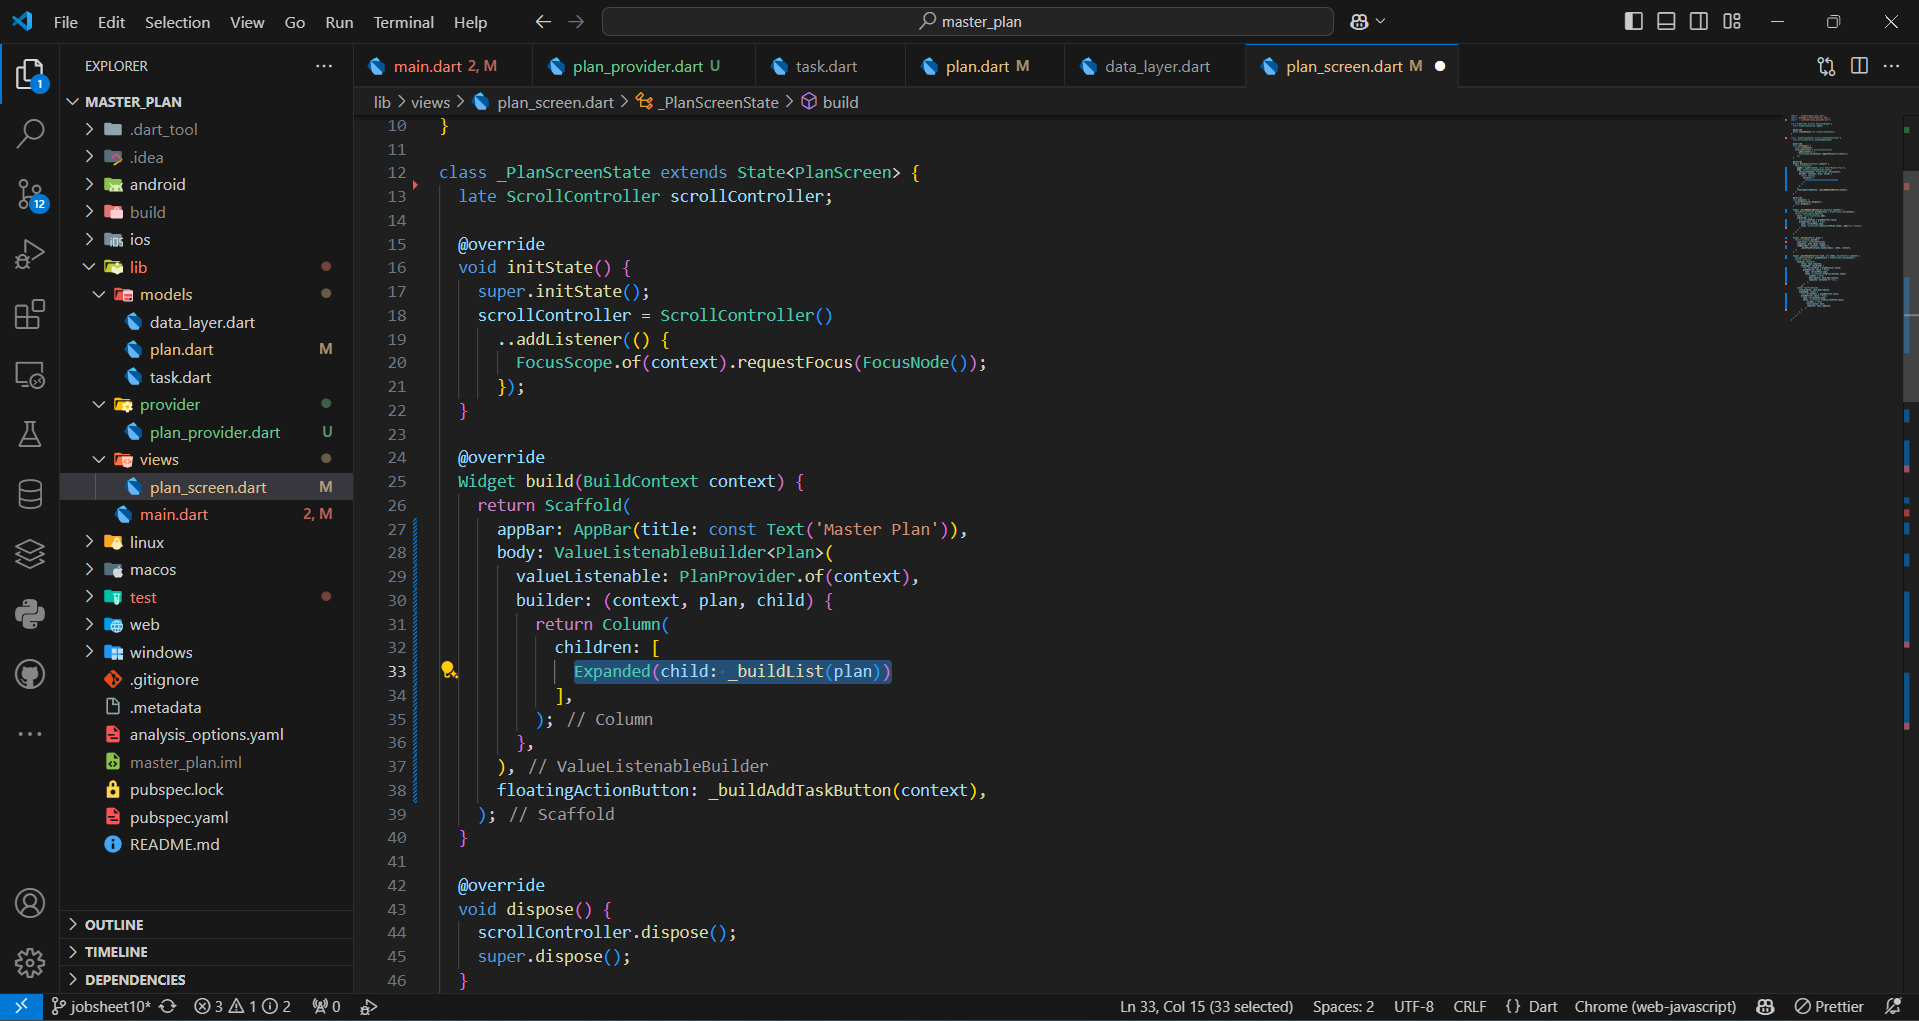 File Edit Selection View Go Run Terminal Help
master_plan
EXPLORER
MASTER_PLAN
.dart_tool
.idea
android
build
ios
lib
models
data_layer.dart
plan.dart M
task.dart
provider
plan_provider.dart U
views
plan_screen.dart M
main.dart 2, M
linux
macos
test
web
windows
.gitignore
.metadata
analysis_options.yaml
master_plan.iml
pubspec.lock
pubspec.yaml
README.md
OUTLINE
TIMELINE
DEPENDENCIES
1
12
main.dart 2, M plan_provider.dart U task.dart plan.dart M data_layer.dart plan_screen.dart M
lib > views > plan_screen.dart > _PlanScreenState > build
10 }
11
12 class _PlanScreenState extends State<PlanScreen> {
13 late ScrollController scrollController;
14
15 @override
16 void initState() {
17 super.initState();
18 scrollController = ScrollController()
19 ..addListener(() {
20 FocusScope.of(context).requestFocus(FocusNode());
21 });
22 }
23
24 @override
25 Widget build(BuildContext context) {
26 return Scaffold(
27 appBar: AppBar(title: const Text('Master Plan')),
28 body: ValueListenableBuilder<Plan>(
29 valueListenable: PlanProvider.of(context),
30 builder: (context, plan, child) {
31 return Column(
32 children: [
33 Expanded(child: _buildList(plan))
34 ],
35 ); // Column
36 },
37 ), // ValueListenableBuilder
38 floatingActionButton: _buildAddTaskButton(context),
39 ); // Scaffold
40 }
41
42 @override
43 void dispose() {
44 scrollController.dispose();
45 super.dispose();
46 }
jobsheet10* 3 1 2 0 Ln 33, Col 15 (33 selected) Spaces: 2 UTF-8 CRLF {} Dart Chrome (web-javascript) Prettier